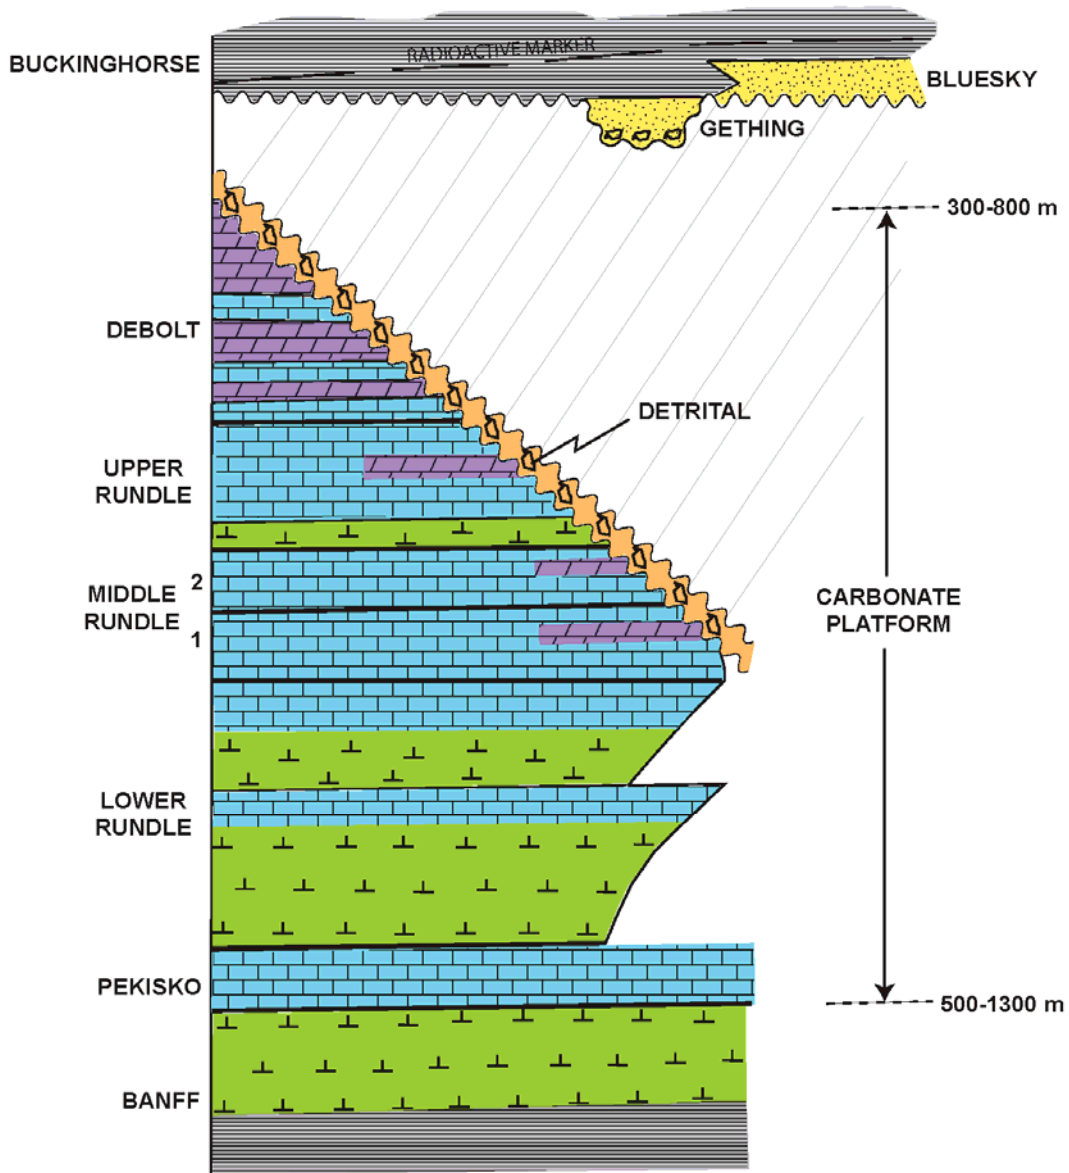 RADIOACTIVE MARKER
BUCKINGHORSE
BLUESKY
GETHING
300-800 m
DEBOLT
DETRITAL
UPPER
RUNDLE
2
MIDDLE
RUNDLE
1
CARBONATE
PLATFORM
LOWER
RUNDLE
PEKISKO
500-1300 m
BANFF